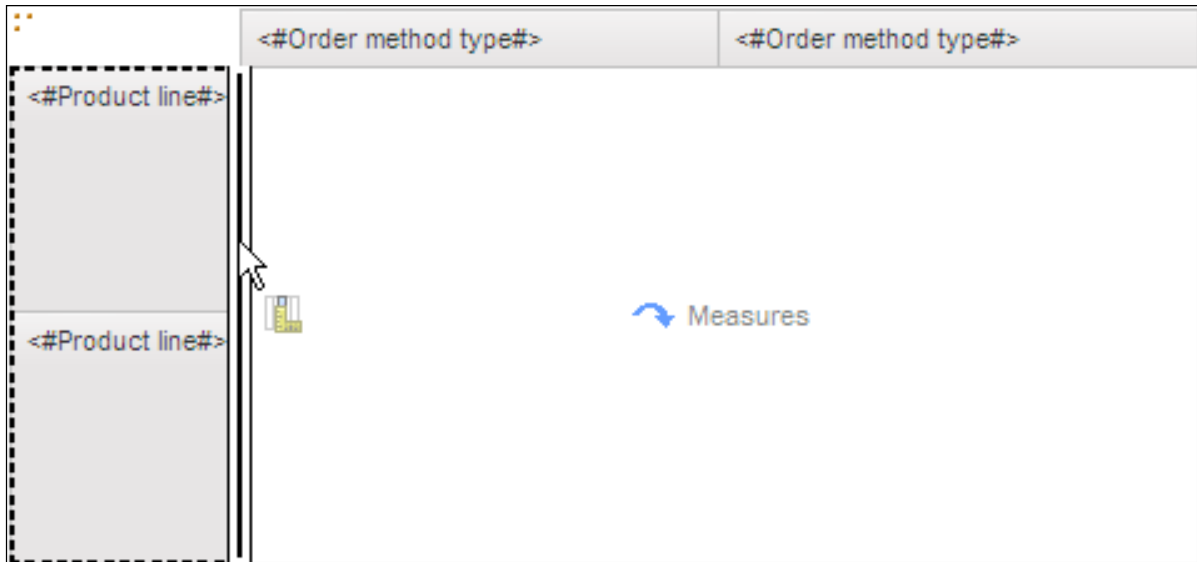 <#Order method type#> <#Order method type#>
<#Product line#>
Measures
<#Product line#>